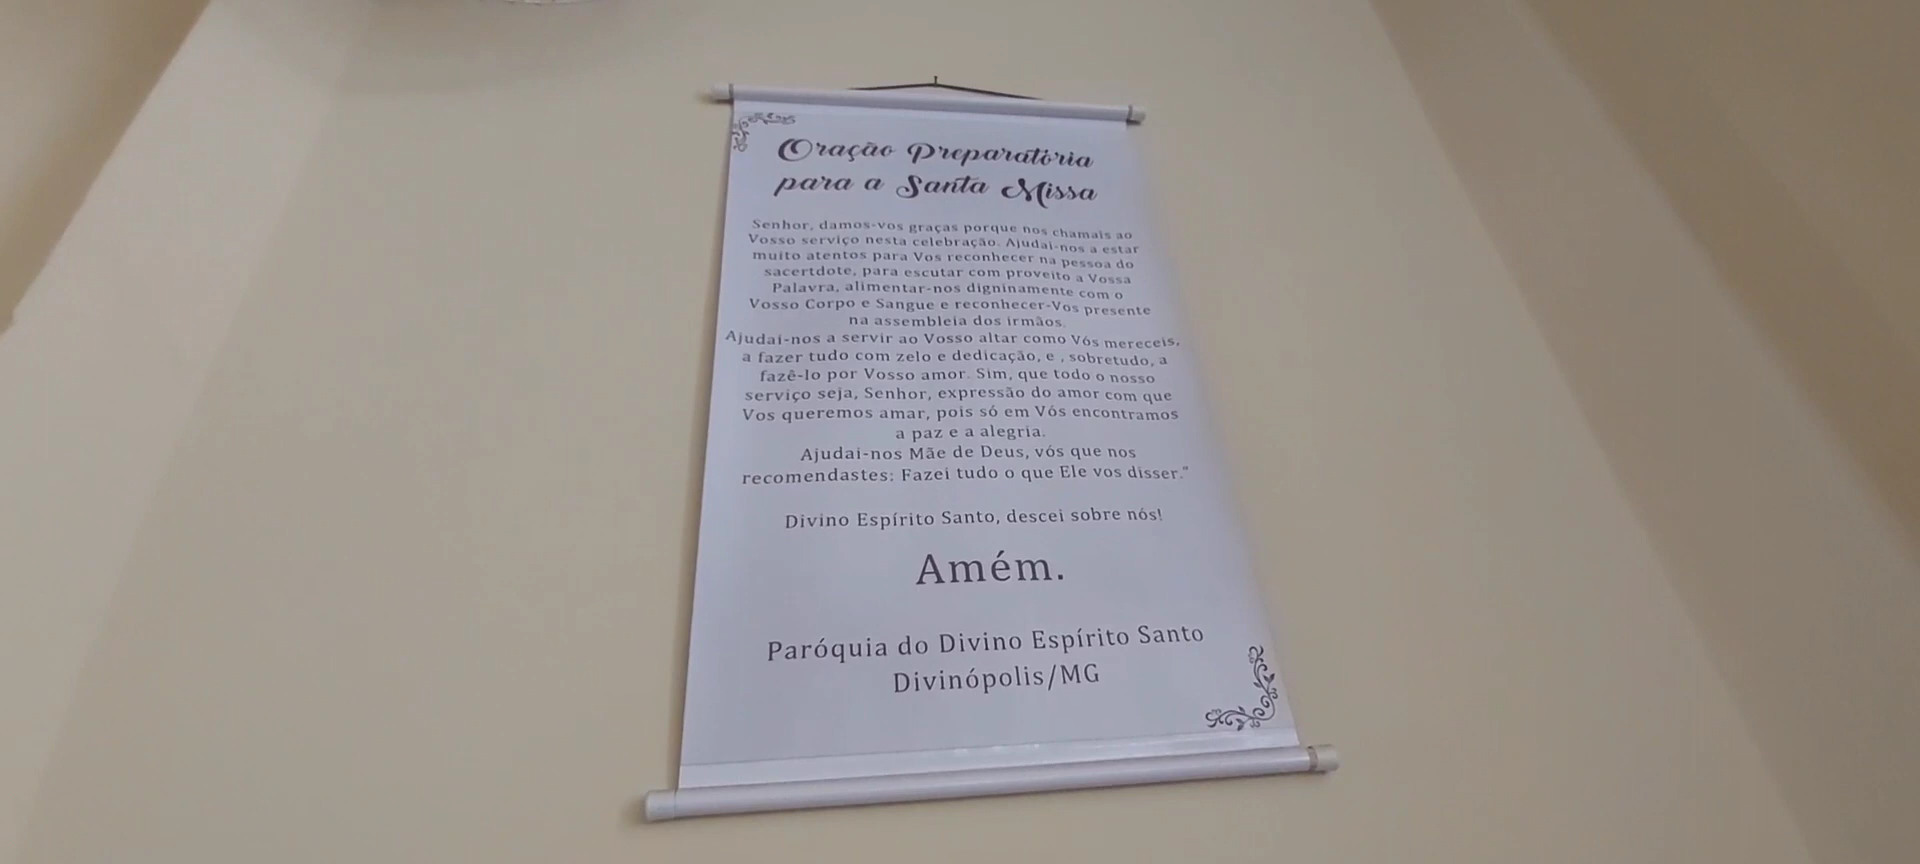 Oração Preparatória
para a Santa Missa
Senhor, damos-vos graças porque nos chamais ao
Vosso serviço nesta celebração. Ajudai-nos a estar
muito atentos para Vos reconhecer na pessoa do
sacertdote, para escutar com proveito a Vossa
Palavra, alimentar-nos digninamente com o
Vosso Corpo e Sangue e reconhecer-Vos presente
na assembleia dos irmãos.
Ajudai-nos a servir ao Vosso altar como Vós mereceis,
a fazer tudo com zelo e dedicação, e , sobretudo, a
fazê-lo por Vosso amor. Sim, que todo o nosso
serviço seja, Senhor, expressão do amor com que
Vos queremos amar, pois só em Vós encontramos
a paz e a alegria.
Ajudai-nos Mãe de Deus, vós que nos
recomendastes: Fazei tudo o que Ele vos disser."
Divino Espírito Santo, descei sobre nós!
Amém.
Paróquia do Divino Espírito Santo
Divinópolis/MG